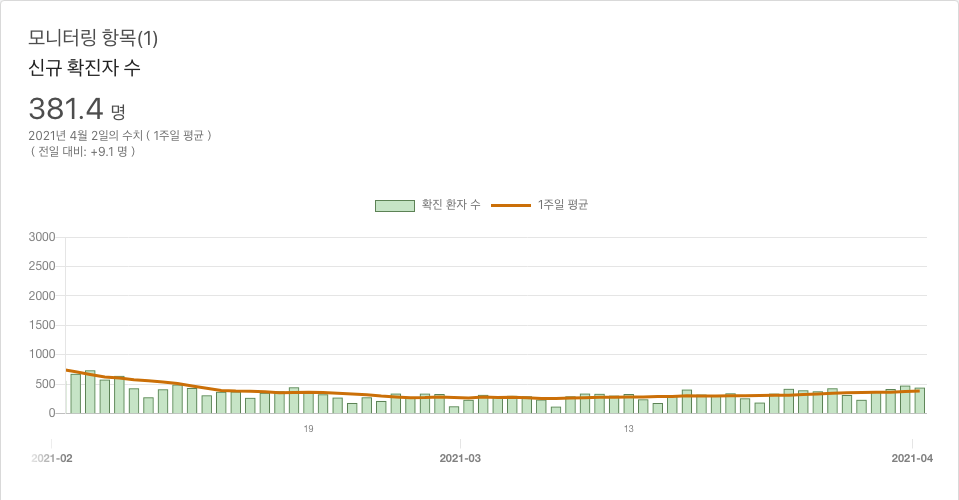 모니터링 항목(1)
신규 확진자 수
381.4 명
2021년 4월 2일의 수치 ( 1주일 평균 )
( 전일 대비: +9.1 명 )
확진 환자 수 1주일 평균
3000
2500
2000
1500
1000
500
0
19 13
2021-02 2021-03 2021-04